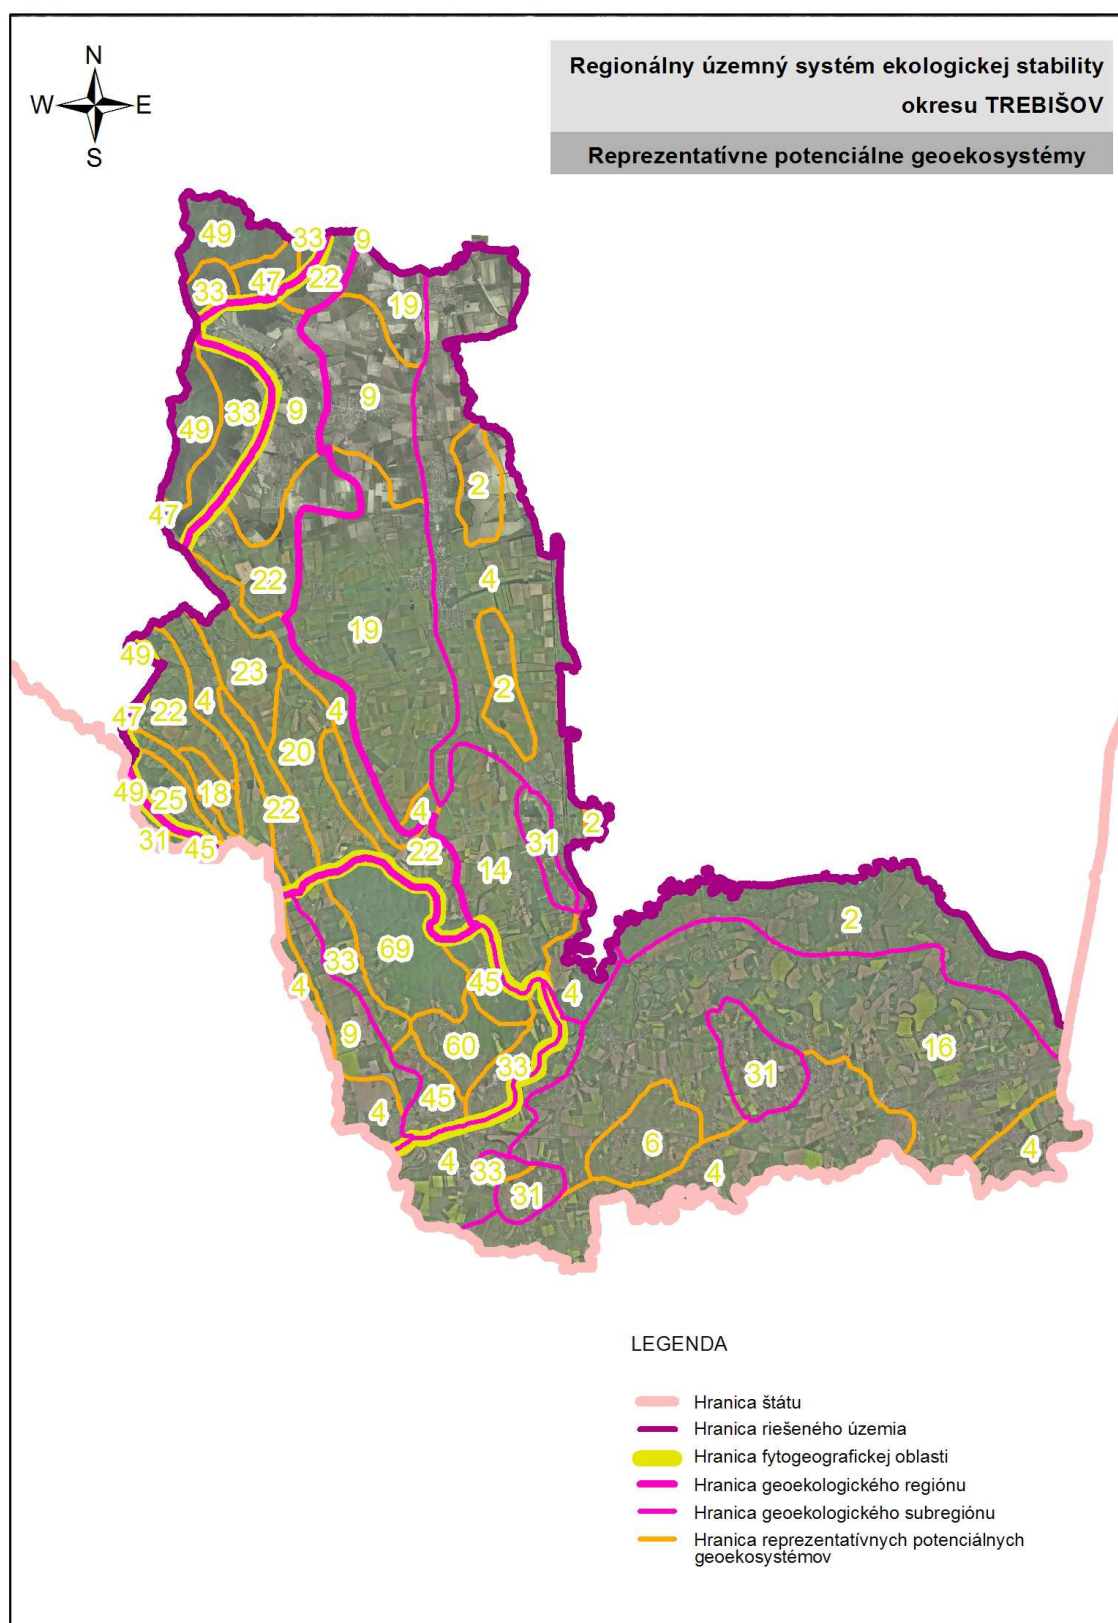 N
W E
S
Regionálny územný systém ekologickej stability
okresu TREBIŠOV
Reprezentatívne potenciálne geoekosystémy
49 33 9
33 47 22 19
49 33 9 9
47 2
22 4
19
49 23 2
47 22 4 4
20
49 25 18 22 4 2
31 45 22 31
14
69 2
33 45
4 4
9 60 16
33 31
45
4 6
4 33 4 4
31
LEGENDA
Hranica štátu
Hranica riešeného územia
Hranica fytogeografickej oblasti
Hranica geoekologického regiónu
Hranica geoekologického subregiónu
Hranica reprezentatívnych potenciálnych
geoekosystémov